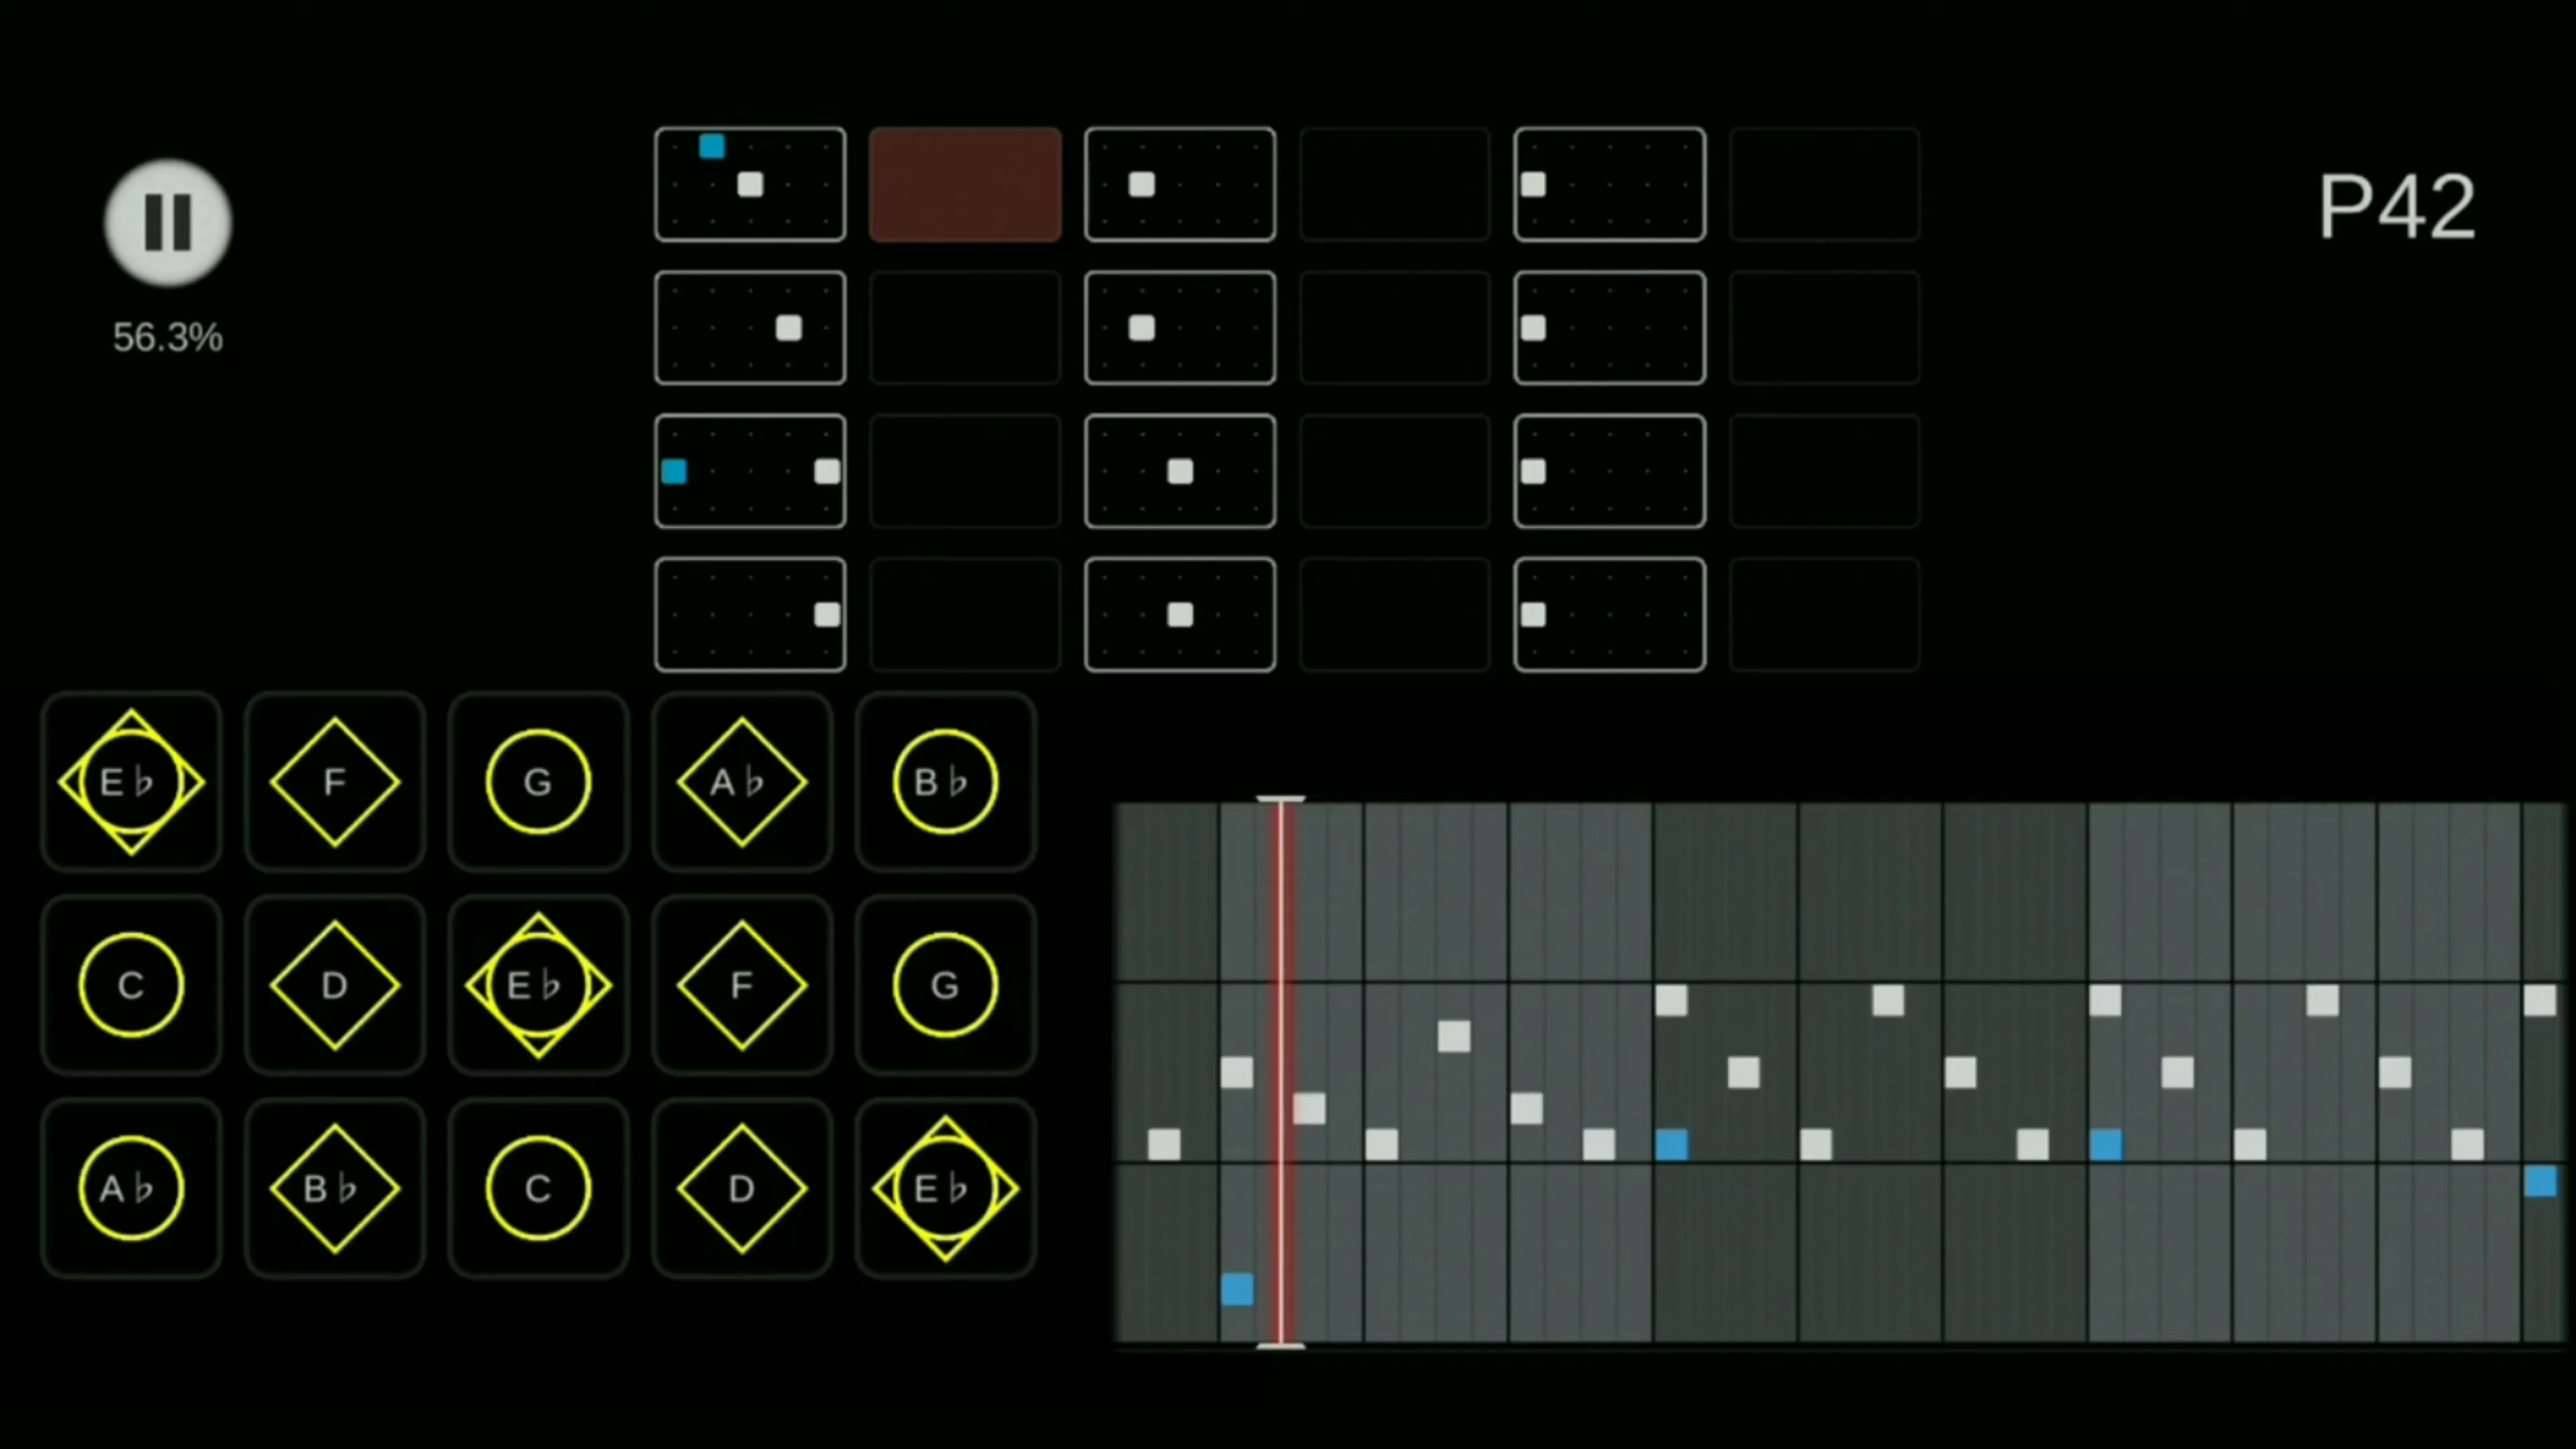 P42
56.3%
E♭ F G A♭ B♭
C D E♭ F G
A♭ B♭ C D E♭